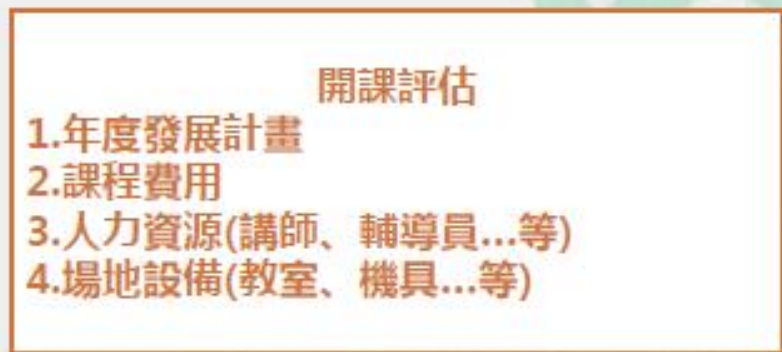 開課評估
1.年度發展計畫
2.課程費用
3.人力資源(講師、輔導員...等)
4.場地設備(教室、機具...等)